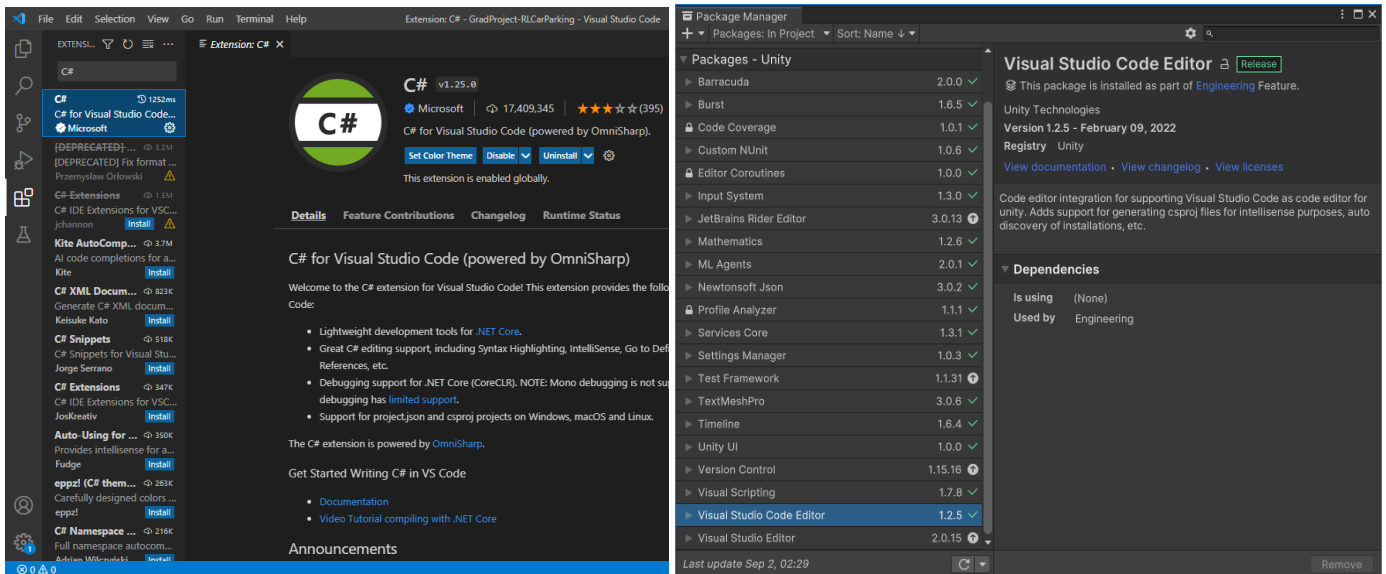 File Edit Selection View Go Run Terminal Help
Extension: C# - GradProject-RLCarParking - Visual Studio Code
EXTENSI...
C#
C# 1252ms
C# for Visual Studio Code...
Microsoft
[DEPRECATED] ... 3.2M
[DEPRECATED] Fix format ...
Przemysław Orłowski
C# Extensions 1.5M
C# IDE Extensions for VSC...
jchannon Install
Kite AutoComp... 3.7M
AI code completions for a...
Kite Install
C# XML Docum... 823K
Generate C# XML docum...
Keisuke Kato Install
C# Snippets 518K
C# Snippets for Visual Stu...
Jorge Serrano Install
C# Extensions 347K
C# IDE Extensions for VSC...
JosKreativ Install
Auto-Using for ... 350K
Provides intellisense for a...
Fudge Install
eppz! (C# them... 263K
Carefully designed colors ...
eppz! Install
C# Namespace ... 216K
Full namespace autocom...
Adrian Wilczyński Install
1
0 0
Extension: C#
C#
C# v1.25.0
Microsoft 17,409,345 (395)
C# for Visual Studio Code (powered by OmniSharp).
Set Color Theme Disable Uninstall
This extension is enabled globally.
Details Feature Contributions Changelog Runtime Status
C# for Visual Studio Code (powered by OmniSharp)
Welcome to the C# extension for Visual Studio Code! This extension provides the follo
Code:
• Lightweight development tools for .NET Core.
• Great C# editing support, including Syntax Highlighting, IntelliSense, Go to Defi
References, etc.
• Debugging support for .NET Core (CoreCLR). NOTE: Mono debugging is not sup
debugging has limited support.
• Support for project.json and csproj projects on Windows, macOS and Linux.
The C# extension is powered by OmniSharp.
Get Started Writing C# in VS Code
• Documentation
• Video Tutorial compiling with .NET Core
Announcements
Package Manager
Packages: In Project Sort: Name ↓
Packages - Unity
Barracuda 2.0.0
Burst 1.6.5
Code Coverage 1.0.1
Custom NUnit 1.0.6
Editor Coroutines 1.0.0
Input System 1.3.0
JetBrains Rider Editor 3.0.13
Mathematics 1.2.6
ML Agents 2.0.1
Newtonsoft Json 3.0.2
Profile Analyzer 1.1.1
Services Core 1.3.1
Settings Manager 1.0.3
Test Framework 1.1.31
TextMeshPro 3.0.6
Timeline 1.6.4
Unity UI 1.0.0
Version Control 1.15.16
Visual Scripting 1.7.8
Visual Studio Code Editor 1.2.5
Visual Studio Editor 2.0.15
Last update Sep 2, 02:29
Visual Studio Code Editor Release
This package is installed as part of Engineering Feature.
Unity Technologies
Version 1.2.5 - February 09, 2022
Registry Unity
View documentation • View changelog • View licenses
Code editor integration for supporting Visual Studio Code as code editor for
unity. Adds support for generating csproj files for intellisense purposes, auto
discovery of installations, etc.
Dependencies
Is using (None)
Used by Engineering
Remove